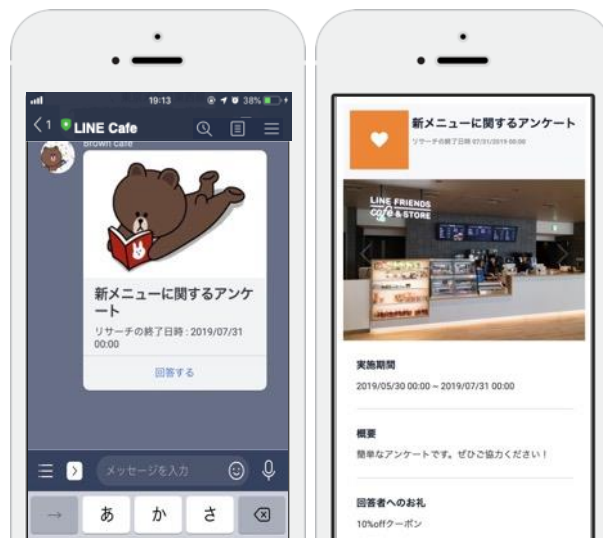 19:13
38%
1
LINE Cafe
Brown cafe
新メニューに関するアンケ
ート
リサーチの終了日時 : 2019/07/31
00:00
回答する
メッセージを入力
→
あ
か
さ
新メニューに関するアンケート
リサーチの終了日時 07/31/2019 00:00
LINE FRIENDS
café & STORE
実施期間
2019/05/30 00:00 ~ 2019/07/31 00:00
概要
簡単なアンケートです。ぜひご協力ください！
回答者へのお礼
10%offクーポン